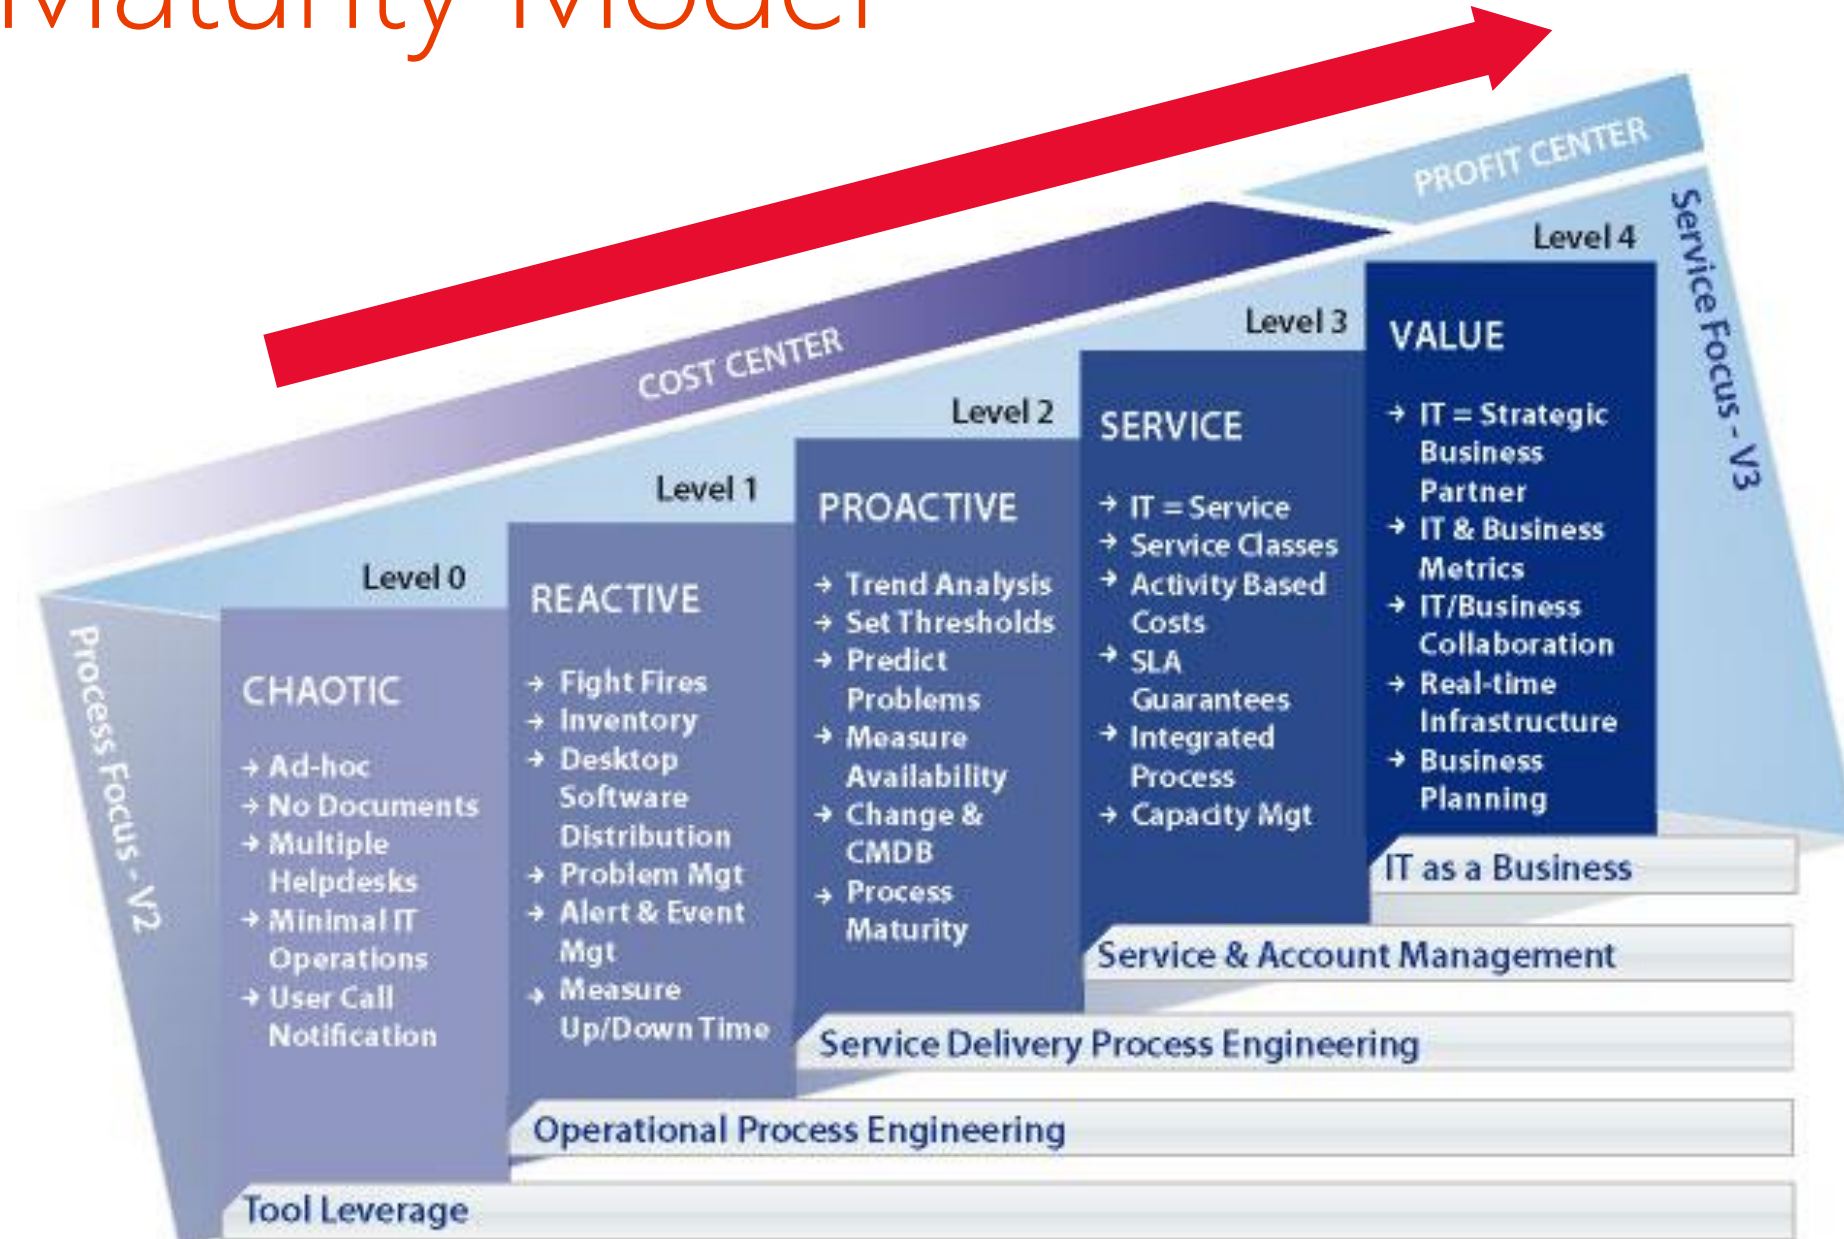 Maturity Model
PROFIT CENTER
COST CENTER
Service Focus - V3
Process Focus - V2
Level 0
CHAOTIC
→ Ad-hoc
→ No Documents
→ Multiple
Helpdesks
→ Minimal IT
Operations
→ User Call
Notification
Level 1
REACTIVE
→ Fight Fires
→ Inventory
→ Desktop
Software
Distribution
→ Problem Mgt
→ Alert & Event
Mgt
→ Measure
Up/Down Time
Level 2
PROACTIVE
→ Trend Analysis
→ Set Thresholds
→ Predict
Problems
→ Measure
Availability
→ Change &
CMDB
→ Process
Maturity
Level 3
SERVICE
→ IT = Service
→ Service Classes
→ Activity Based
Costs
→ SLA
Guarantees
→ Integrated
Process
→ Capacity Mgt
Level 4
VALUE
→ IT = Strategic
Business
Partner
→ IT & Business
Metrics
→ IT/Business
Collaboration
→ Real-time
Infrastructure
→ Business
Planning
IT as a Business
Service & Account Management
Service Delivery Process Engineering
Operational Process Engineering
Tool Leverage